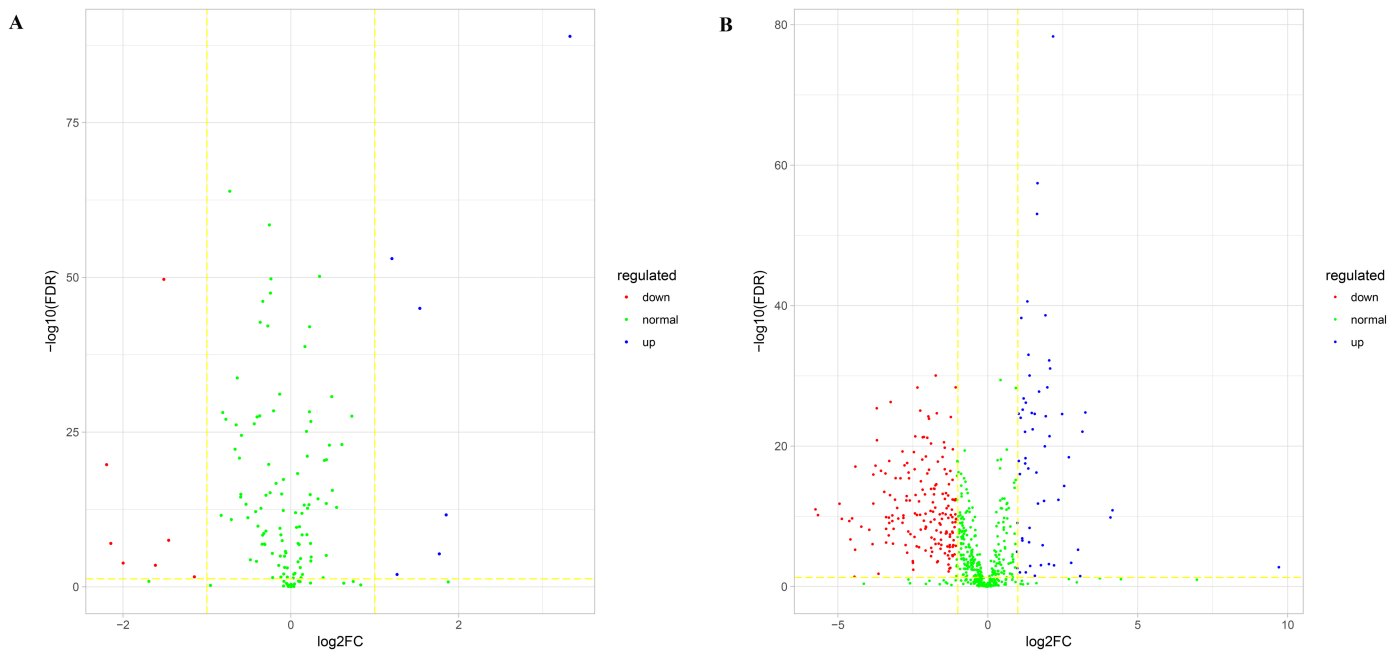 A
−log10(FDR)
75
50
25
0
−2
0
2
log2FC
regulated
down
normal
up
B
−log10(FDR)
80
60
40
20
0
−5
0
5
10
log2FC
regulated
down
normal
up